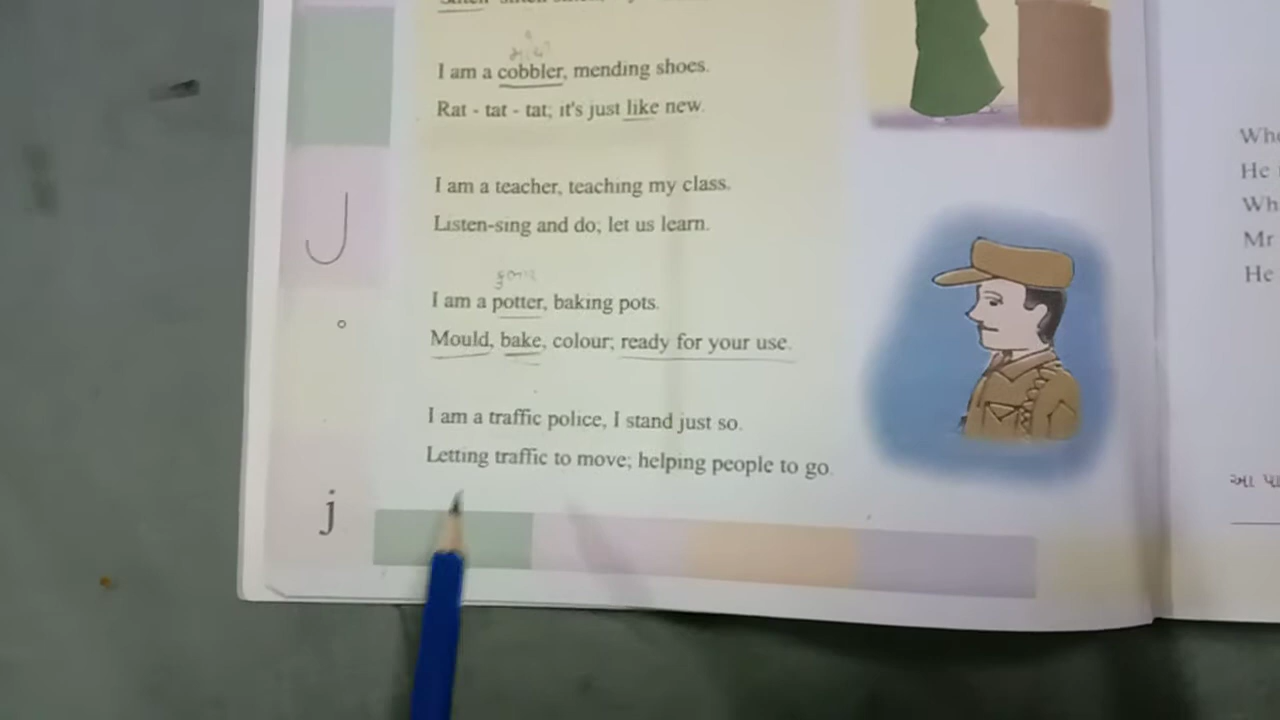 I am a cobbler, mending shoes.
Rat - tat - tat; it's just like new.
I am a teacher, teaching my class.
Listen-sing and do; let us learn.
કુંભાર
I am a potter, baking pots.
Mould, bake, colour; ready for your use.
I am a traffic police, I stand just so.
Letting traffic to move; helping people to go.
j
He
Mr
He